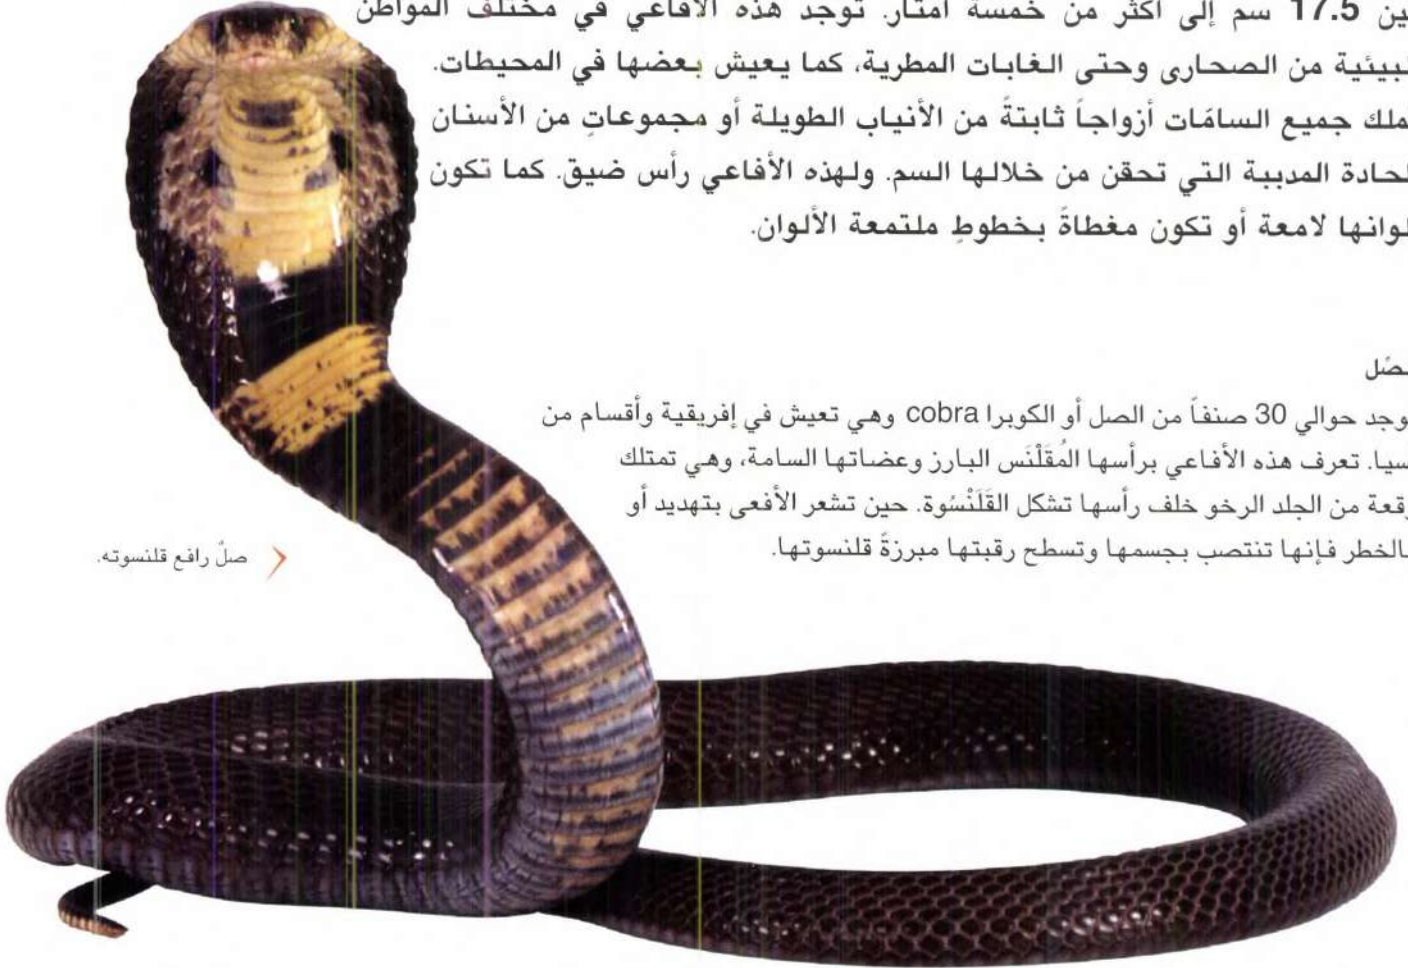 ين 17.5 سم إلى أكثر من خمسة أمتار. توجد هذه الأفاعي في مختلف المواطن
لبيئية من الصحارى وحتى الغابات المطرية، كما يعيش بعضها في المحيطات.
ملك جميع السامّات أزواجاً ثابتةً من الأنياب الطويلة أو مجموعاتٍ من الأسنان
لحادة المدببة التي تحقن من خلالها السم. ولهذه الأفاعي رأس ضيق. كما تكون
لوانها لامعة أو تكون مغطاةً بخطوطٍ ملتمعة الألوان.
لصّل
وجد حوالي 30 صنفاً من الصل أو الكوبرا cobra وهي تعيش في إفريقية وأقسام من
سيا. تعرف هذه الأفاعي برأسها المُقَلْنَس البارز وعضاتها السامة، وهي تمتلك
قعة من الجلد الرخو خلف رأسها تشكل القَلَنْسُوة. حين تشعر الأفعى بتهديد أو
الخطر فإنها تنتصب بجسمها وتسطح رقبتها مبرزةً قلنسوتها.
صلٌ رافع قلنسوته.